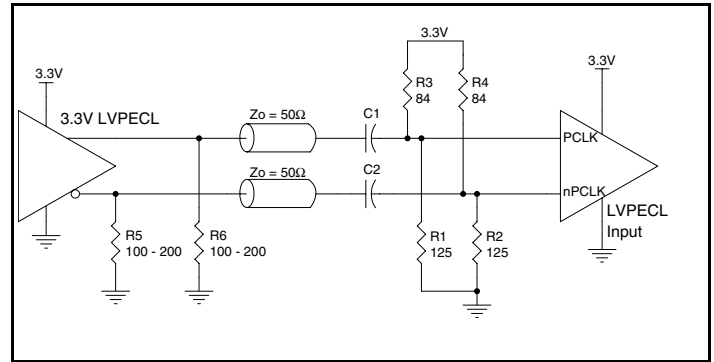 3.3V
3.3V
3.3V
R3
84
R4
84
3.3V LVPECL
Zo = 50Ω
C1
PCLK
Zo = 50Ω
C2
nPCLK
LVPECL
Input
R5
100 - 200
R6
100 - 200
R1
125
R2
125